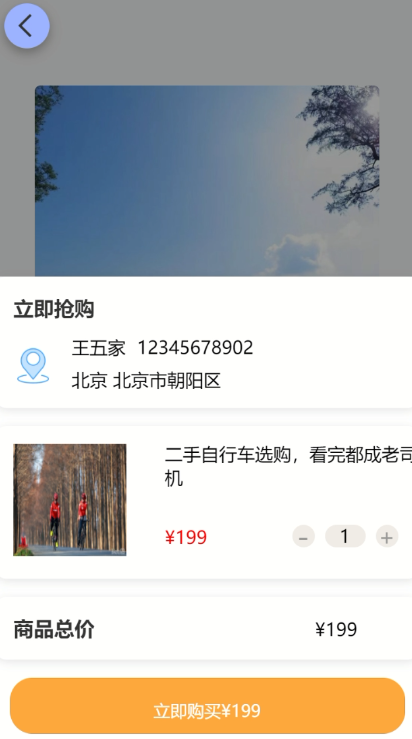 立即抢购
王五家 12345678902
北京 北京市朝阳区
二手自行车选购，看完都成老司
机
¥199
- 1 +
商品总价 ¥199
立即购买¥199